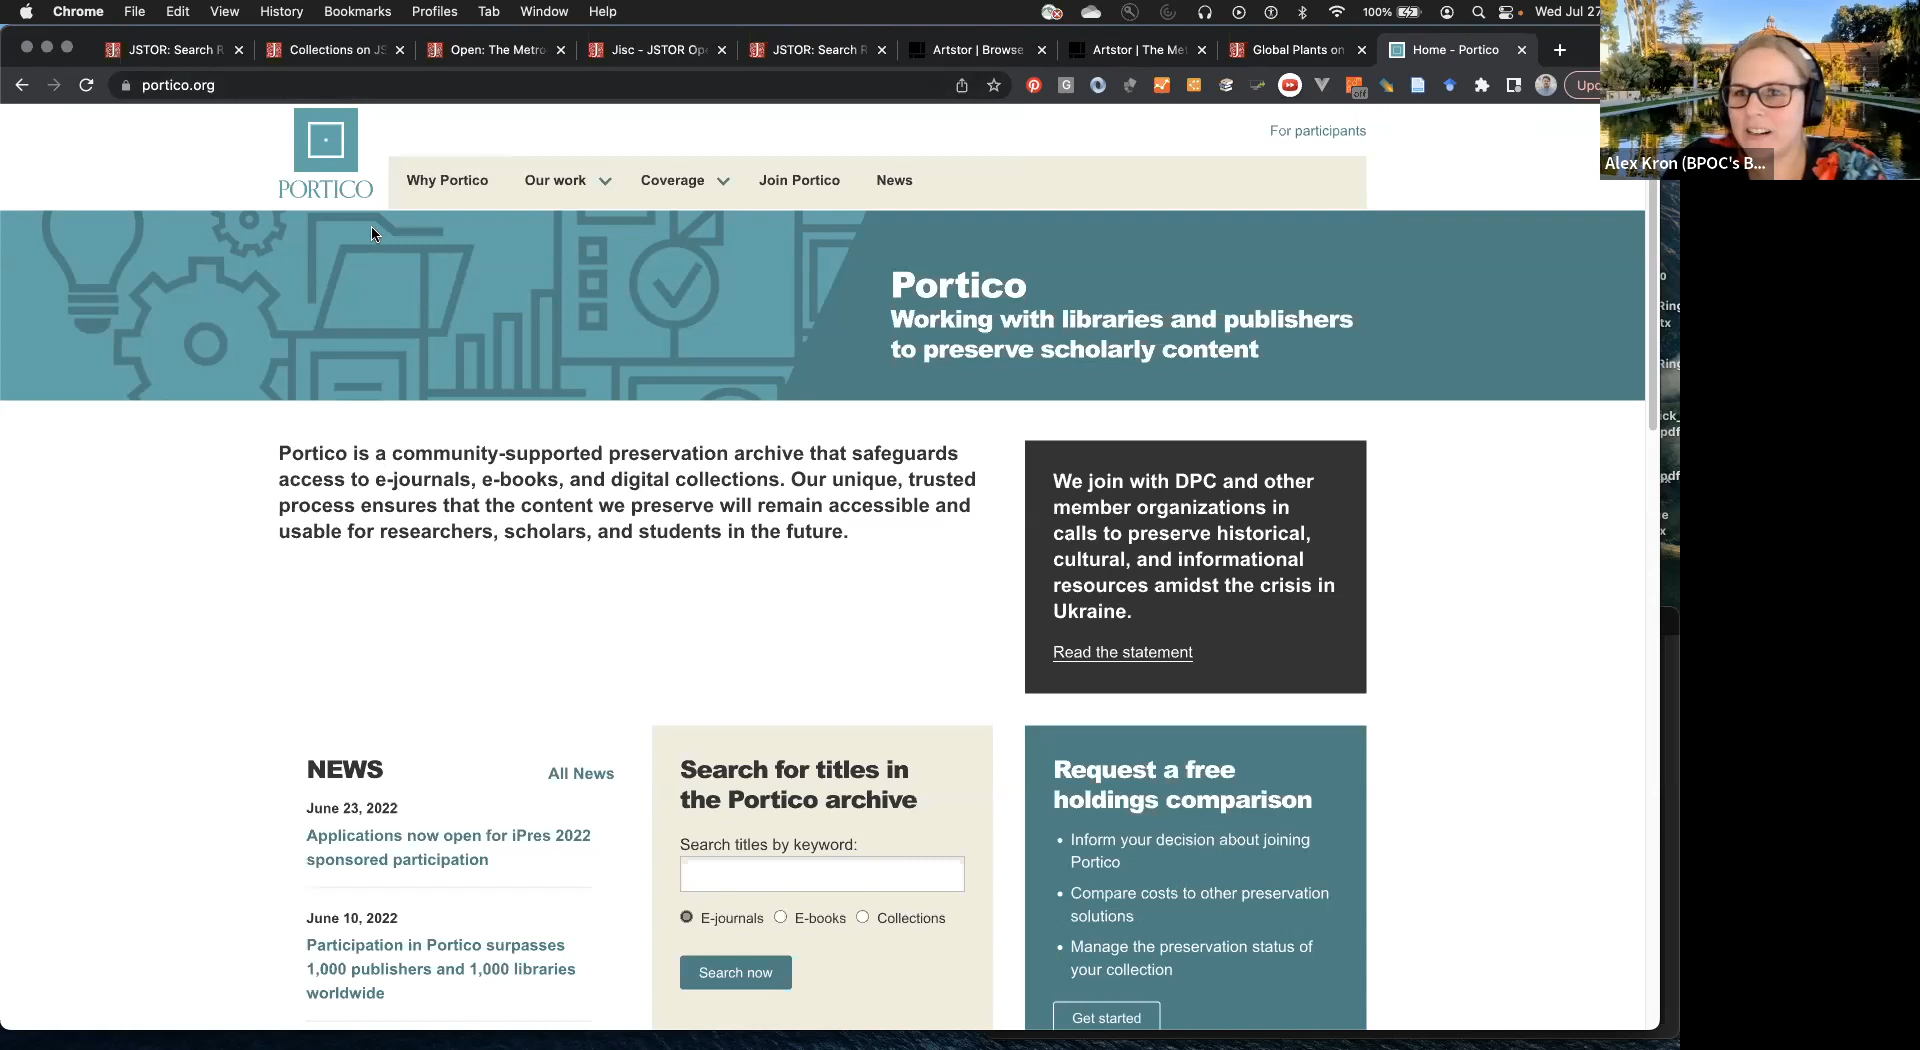 Chrome File Edit View History Bookmarks Profiles Tab Window Help 100% Wed Jul 27
JSTOR: Search R Collections on JS Open: The Metro Jisc - JSTOR Op JSTOR: Search R Artstor | Browse Artstor | The Met Global Plants on Home - Portico
portico.org G off Upd
Alex Kron (BPOC's B...
For participants
PORTICO
Why Portico Our work Coverage Join Portico News
Portico
Working with libraries and publishers
to preserve scholarly content
Portico is a community-supported preservation archive that safeguards
access to e-journals, e-books, and digital collections. Our unique, trusted
process ensures that the content we preserve will remain accessible and
usable for researchers, scholars, and students in the future.
We join with DPC and other
member organizations in
calls to preserve historical,
cultural, and informational
resources amidst the crisis in
Ukraine.
Read the statement
NEWS All News
June 23, 2022
Applications now open for iPres 2022
sponsored participation
June 10, 2022
Participation in Portico surpasses
1,000 publishers and 1,000 libraries
worldwide
Search for titles in
the Portico archive
Search titles by keyword:
E-journals E-books Collections
Search now
Request a free
holdings comparison
• Inform your decision about joining
Portico
• Compare costs to other preservation
solutions
• Manage the preservation status of
your collection
Get started